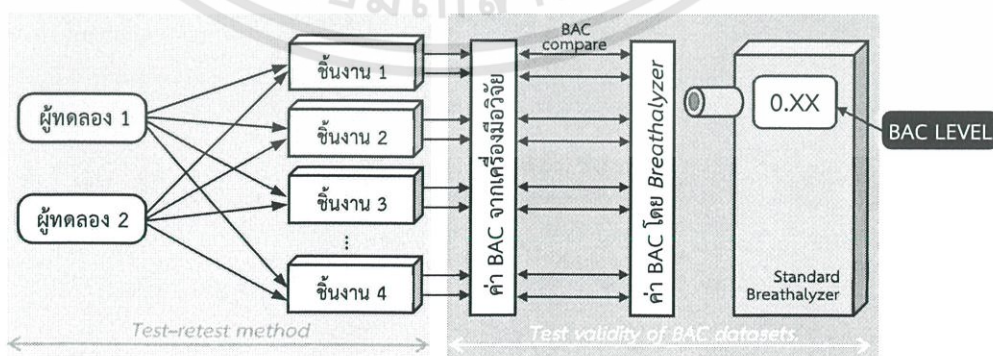 BAC
compare
ผู้ทดลอง 1
ผู้ทดลอง 2
ชิ้นงาน 1
ชิ้นงาน 2
ชิ้นงาน 3
...
ชิ้นงาน 4
ค่า BAC จากเครื่องมือวิจัย
ค่า BAC โดย Breathalyzer
0.XX
BAC LEVEL
Standard
Breathalyzer
Test-retest method
Test validity of BAC datasets.